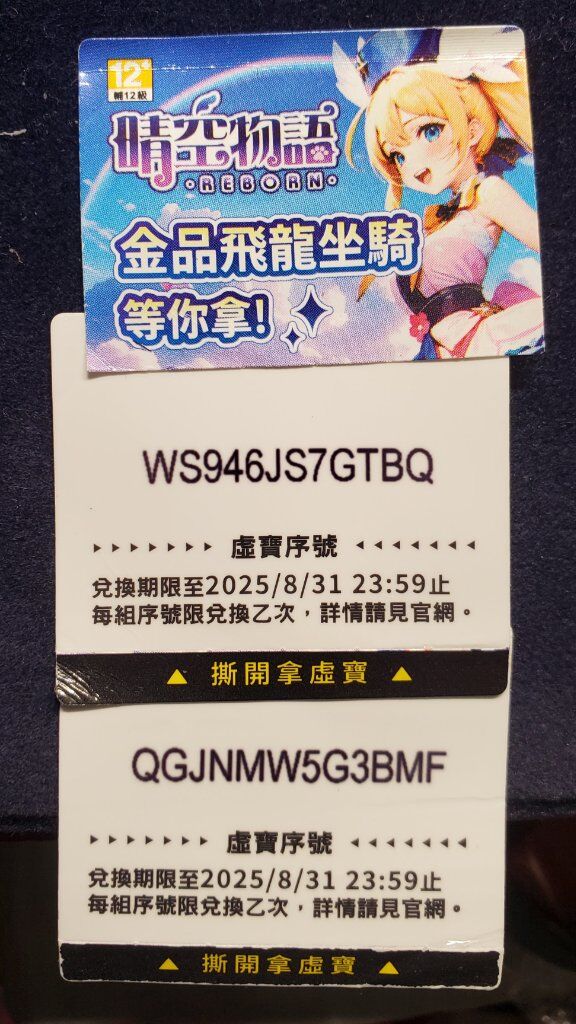 12+
輔12級
晴空物語
•REBORN•
金品飛龍坐騎
等你拿!
WS946JS7GTBQ
▸▸▸▸▸▸▸ 虛寶序號 ◂◂◂◂◂◂◂
兌換期限至2025/8/31 23:59止
每組序號限兌換乙次，詳情請見官網。
▲ 撕開拿虛寶 ▲
QGJNMW5G3BMF
▸▸▸▸▸▸▸ 虛寶序號 ◂◂◂◂◂◂◂
兌換期限至2025/8/31 23:59止
每組序號限兌換乙次，詳情請見官網。
▲ 撕開拿虛寶 ▲